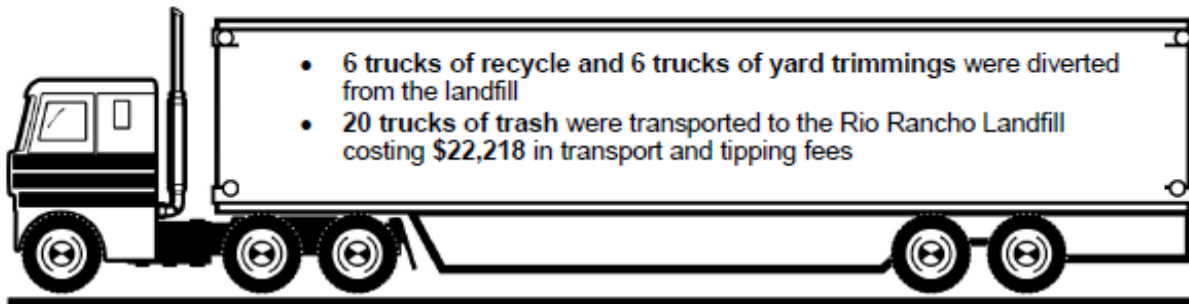 • 6 trucks of recycle and 6 trucks of yard trimmings were diverted
from the landfill
• 20 trucks of trash were transported to the Rio Rancho Landfill
costing $22,218 in transport and tipping fees